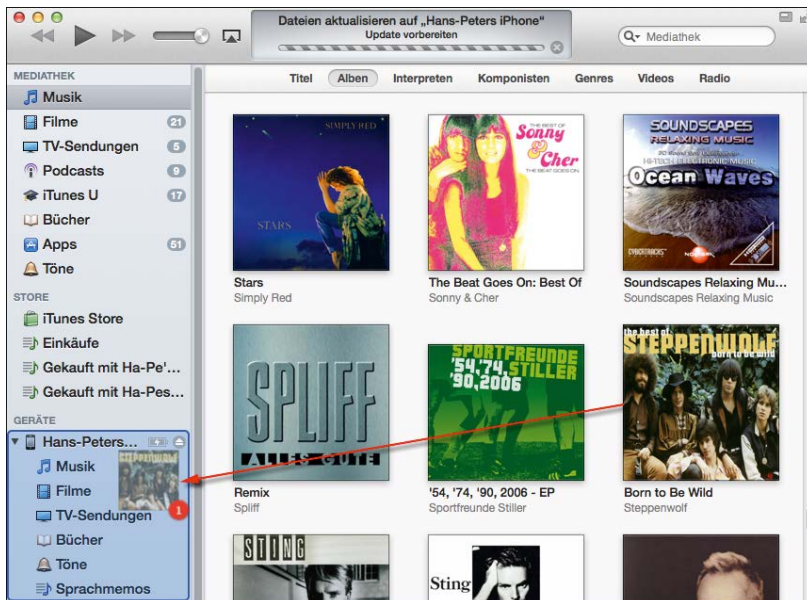 Dateien aktualisieren auf „Hans-Peters iPhone“
Update vorbereiten
Mediathek
MEDIATHEK
Musik
Filme 21
TV-Sendungen 5
Podcasts 9
iTunes U 17
Bücher
Apps 51
Töne
STORE
iTunes Store
Einkäufe
Gekauft mit Ha-Pe'...
Gekauft mit Ha-Pes...
GERÄTE
Hans-Peters...
Musik
Filme
TV-Sendungen
Bücher
Töne
Sprachmemos
STEPPENWOLF
1
Titel Alben Interpreten Komponisten Genres Videos Radio
SIMPLY RED
STARS
Stars
Simply Red
THE BEST OF
Sonny
&
Cher
THE BEAT GOES ON
The Beat Goes On: Best Of
Sonny & Cher
SOUNDSCAPES
RELAXING MUSIC
HI-TECH ELECTRONIC MUSIC
Ocean Waves
CYBERTRACKS
Soundscapes Relaxing Mu...
Soundscapes Relaxing Music
SPLIFF
ALLES GUTE
Remix
Spliff
SPORTFREUNDE
'54, '74, STILLER
'90, 2006
'54, '74, '90, 2006 - EP
Sportfreunde Stiller
the best of
STEPPENWOLF
Born to be wild
Born to Be Wild
Steppenwolf
STING
Sting